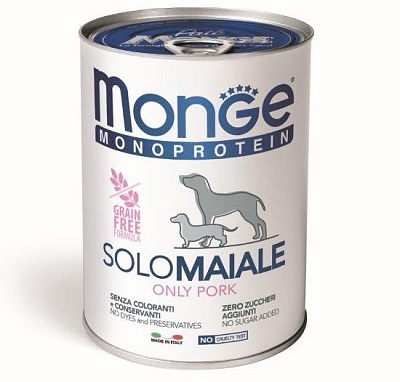 Paté
monge
MONOPROTEIN
GRAIN
FREE
FORMULA
SOLOMAIALE
ONLY PORK
SENZA COLORANTI
e CONSERVANTI
NO DYES and PRESERVATIVES
ZERO ZUCCHERI
AGGIUNTI
NO SUGAR ADDED
MADE IN ITALY
NO CRUELTY TEST